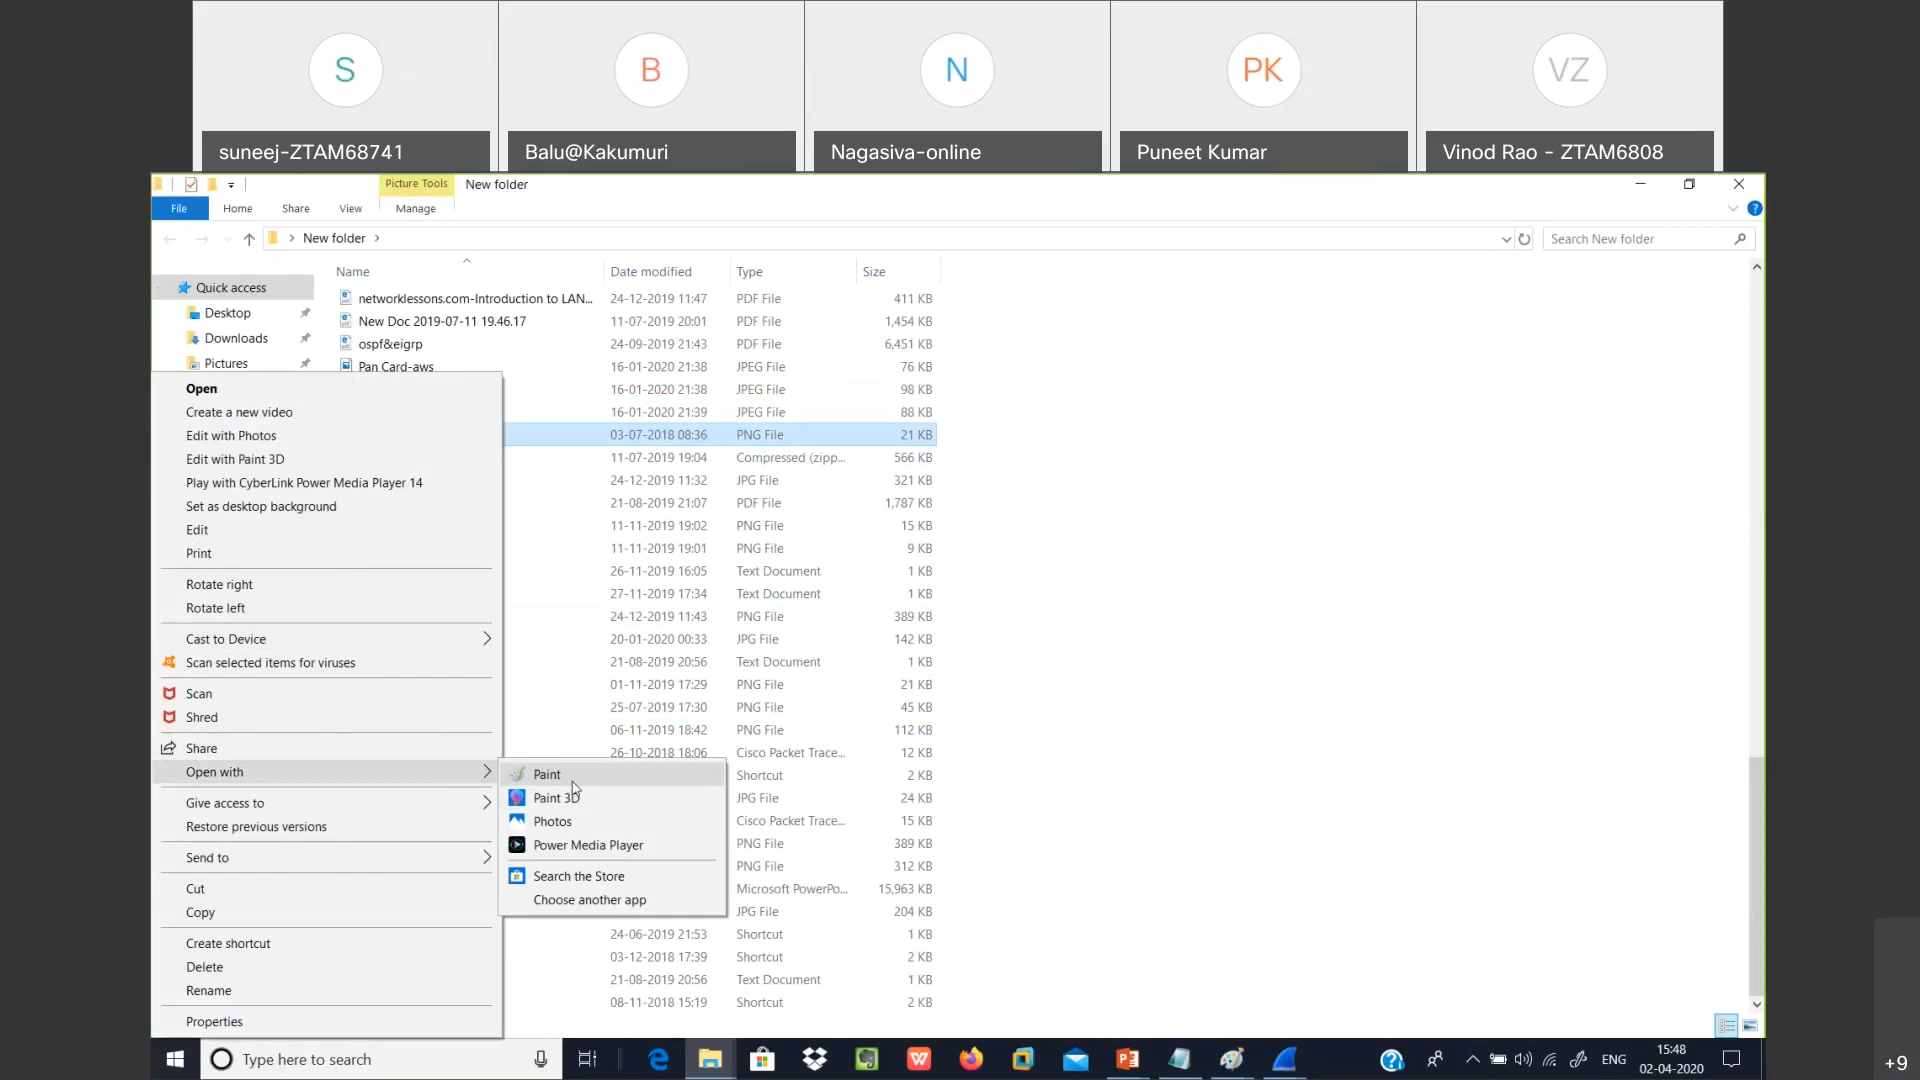 S
B
N
PK
VZ
suneej-ZTAM68741
Balu@Kakumuri
Nagasiva-online
Puneet Kumar
Vinod Rao - ZTAM6808
Picture Tools
New folder
File
Home
Share
View
Manage
New folder
Search New folder
Name
Date modified
Type
Size
Quick access
Desktop
Downloads
Pictures
networklessons.com-Introduction to LAN... 24-12-2019 11:47 PDF File 411 KB
New Doc 2019-07-11 19.46.17 11-07-2019 20:01 PDF File 1,454 KB
ospf&eigrp 24-09-2019 21:43 PDF File 6,451 KB
Pan Card-aws 16-01-2020 21:38 JPEG File 76 KB
16-01-2020 21:38 JPEG File 98 KB
16-01-2020 21:39 JPEG File 88 KB
03-07-2018 08:36 PNG File 21 KB
11-07-2019 19:04 Compressed (zipp... 566 KB
24-12-2019 11:32 JPG File 321 KB
21-08-2019 21:07 PDF File 1,787 KB
11-11-2019 19:02 PNG File 15 KB
11-11-2019 19:01 PNG File 9 KB
26-11-2019 16:05 Text Document 1 KB
27-11-2019 17:34 Text Document 1 KB
24-12-2019 11:43 PNG File 389 KB
20-01-2020 00:33 JPG File 142 KB
21-08-2019 20:56 Text Document 1 KB
01-11-2019 17:29 PNG File 21 KB
25-07-2019 17:30 PNG File 45 KB
06-11-2019 18:42 PNG File 112 KB
26-10-2018 18:06 Cisco Packet Trace... 12 KB
Shortcut 2 KB
JPG File 24 KB
Cisco Packet Trace... 15 KB
PNG File 389 KB
PNG File 312 KB
Microsoft PowerPo... 15,963 KB
JPG File 204 KB
24-06-2019 21:53 Shortcut 1 KB
03-12-2018 17:39 Shortcut 2 KB
21-08-2019 20:56 Text Document 1 KB
08-11-2018 15:19 Shortcut 2 KB
Open
Create a new video
Edit with Photos
Edit with Paint 3D
Play with CyberLink Power Media Player 14
Set as desktop background
Edit
Print
Rotate right
Rotate left
Cast to Device
Scan selected items for viruses
Scan
Shred
Share
Open with
Give access to
Restore previous versions
Send to
Cut
Copy
Create shortcut
Delete
Rename
Properties
Paint
Paint 3D
Photos
Power Media Player
Search the Store
Choose another app
Type here to search
ENG
15:48
02-04-2020
+9